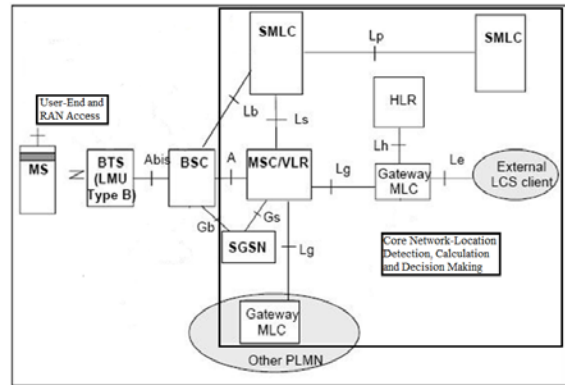 SMLC
Lp
SMLC
User-End and
RAN Access
Lb
Ls
HLR
Lh
MS
BTS
(LMU
Type B)
Abis
BSC
A
MSC/VLR
Lg
Gateway
MLC
Le
External
LCS client
Gb
Gs
SGSN
Lg
Core Network-Location
Detection, Calculation
and Decision Making
Gateway
MLC
Other PLMN